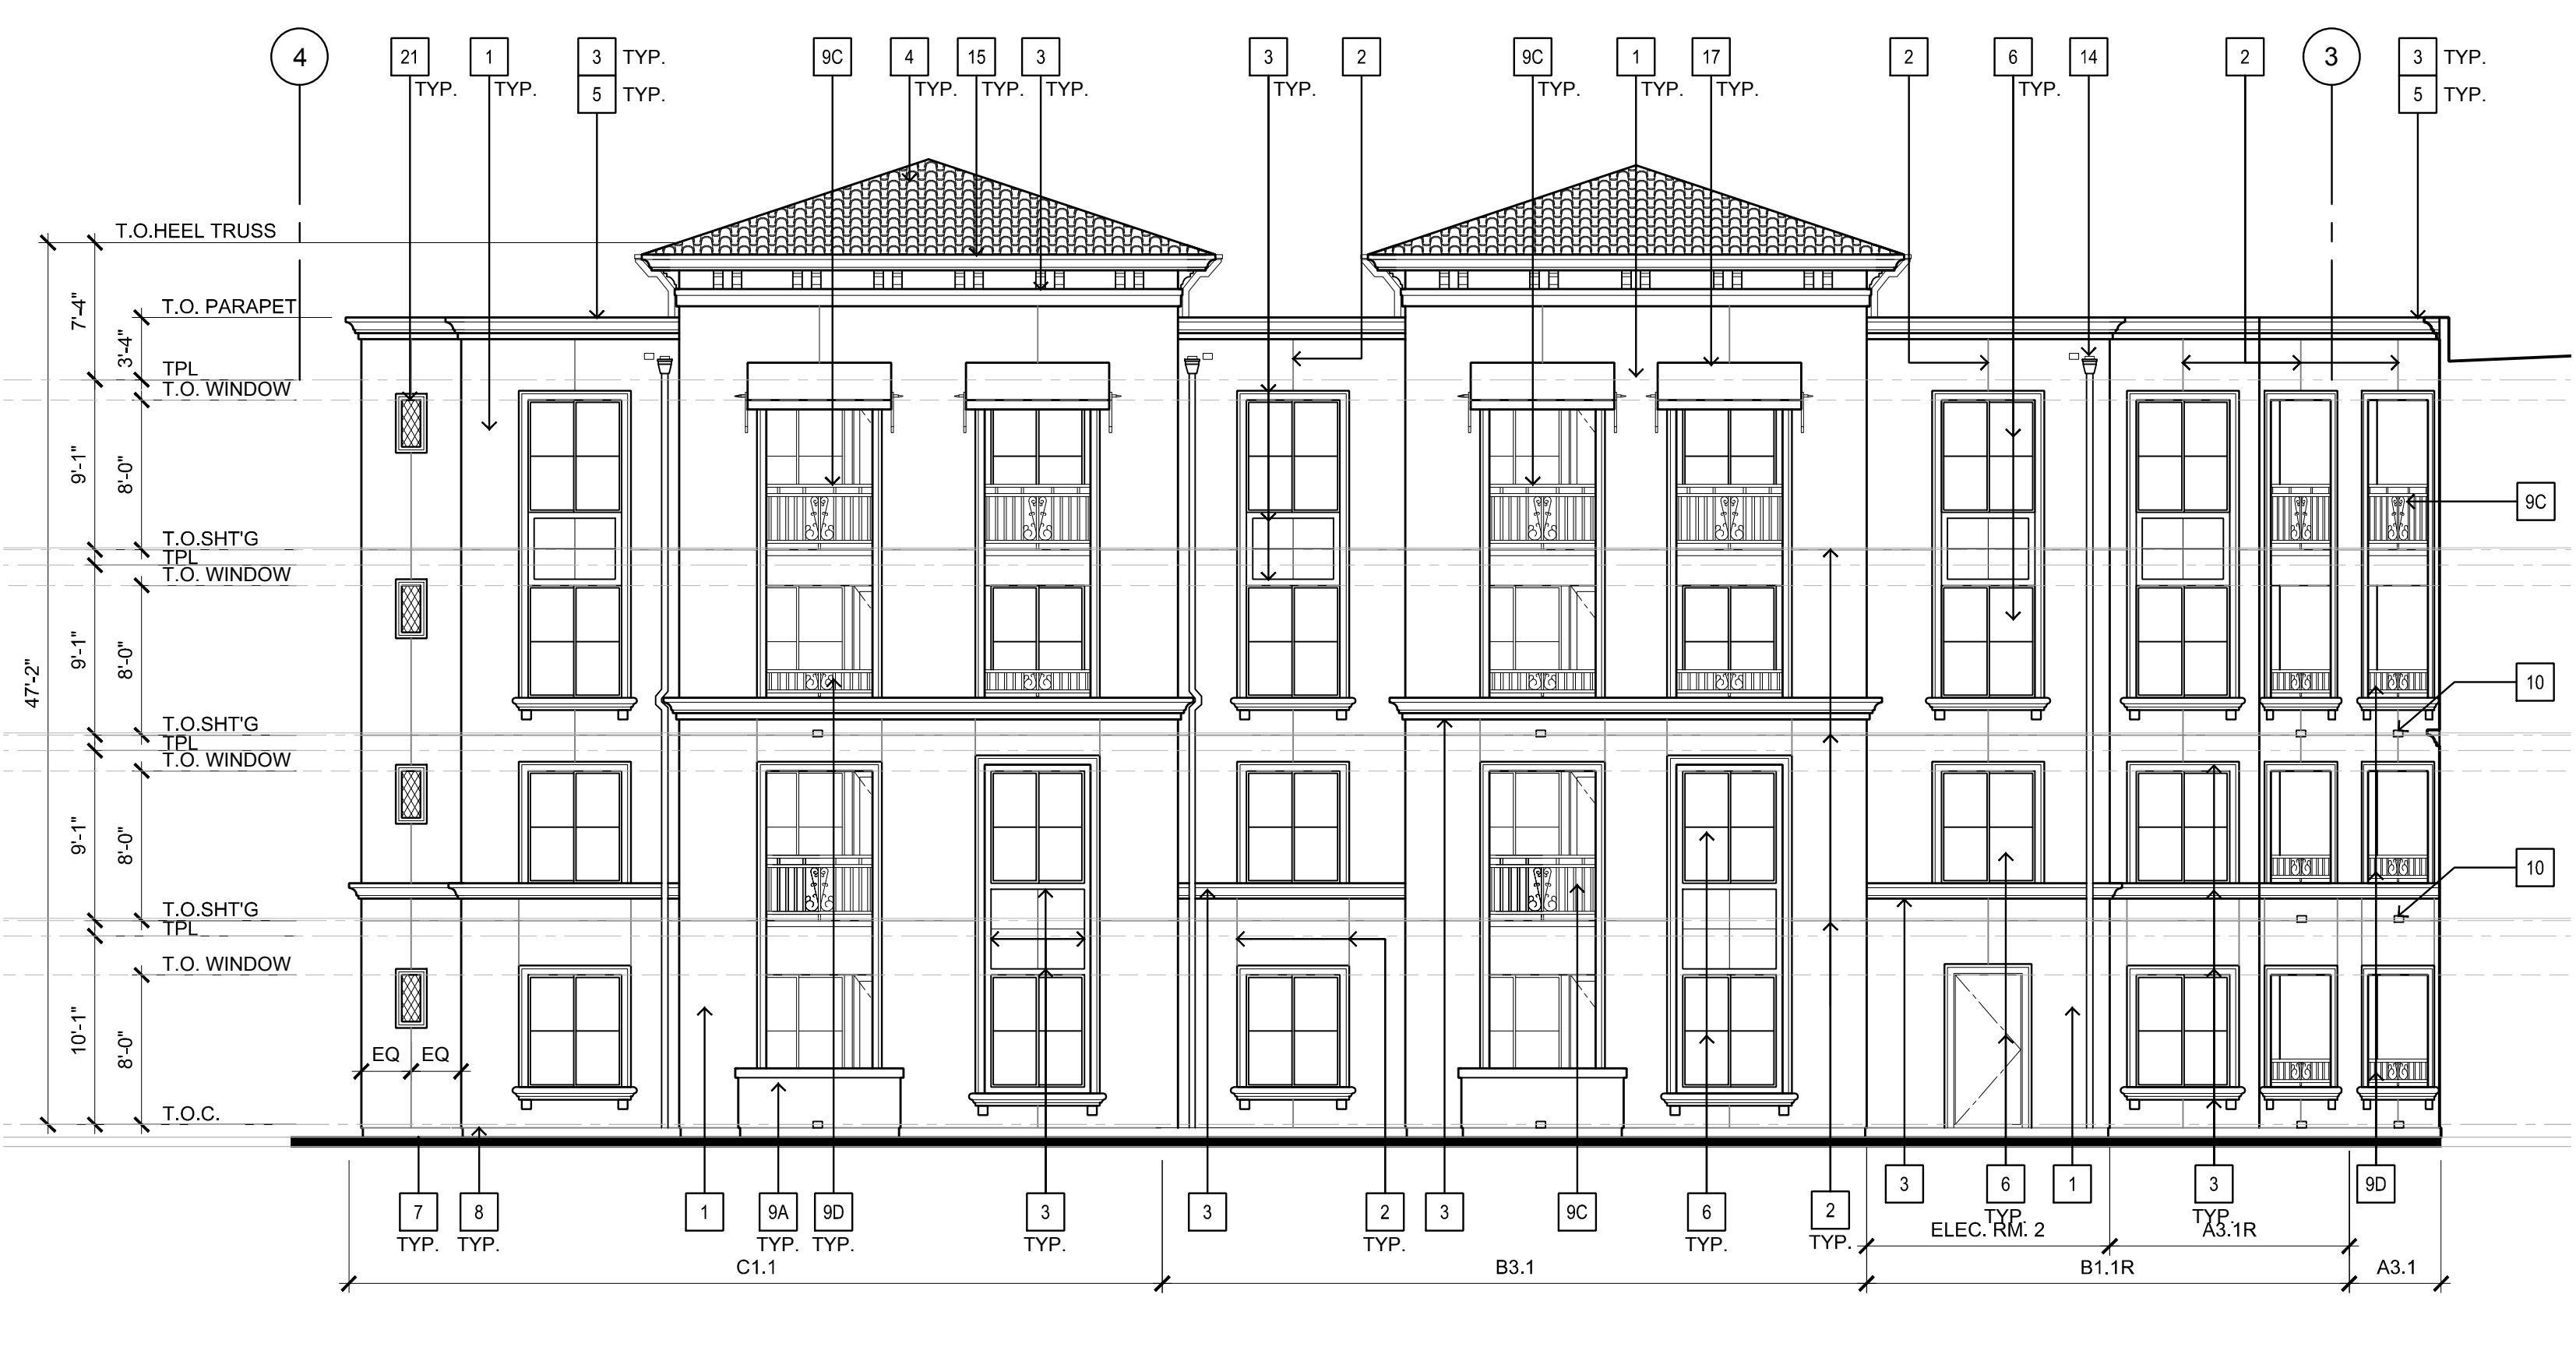 4
21
TYP.
1
TYP.
3 TYP.
5 TYP.
9C
4
TYP.
15
TYP.
3
TYP.
3
TYP.
2
9C
TYP.
1
TYP.
17
TYP.
2
6
TYP.
14
2
3
3 TYP.
5 TYP.
T.O.HEEL TRUSS
7'-4"
T.O. PARAPET
3'-4"
TPL
T.O. WINDOW
9'-1"
8'-0"
9C
T.O.SHT'G
TPL
T.O. WINDOW
47'-2"
9'-1"
8'-0"
10
T.O.SHT'G
TPL
T.O. WINDOW
9'-1"
8'-0"
10
T.O.SHT'G
TPL
T.O. WINDOW
10'-1"
8'-0"
EQ EQ
T.O.C.
7
TYP.
8
TYP.
1
9A
TYP.
9D
TYP.
3
TYP.
3
2
TYP.
3
9C
6
TYP.
2
TYP.
3
6
TYP.
1
3
TYP.
9D
ELEC. RM. 2
A3.1R
C1.1
B3.1
B1.1R
A3.1